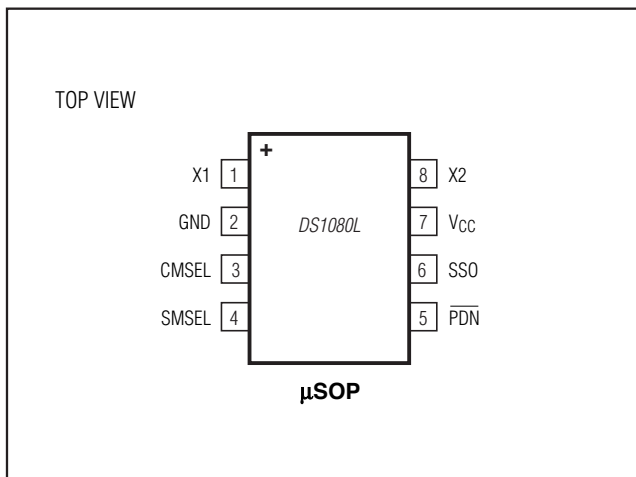 TOP VIEW
+
X1 1
8 X2
GND 2
DS1080L
7 VCC
CMSEL 3
6 SSO
SMSEL 4
5 P̅D̅N̅
µSOP